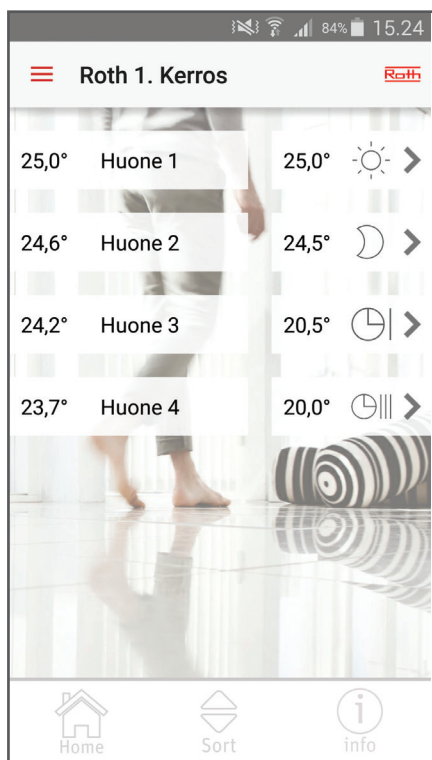 84% 15.24
Roth 1. Kerros Roth
25,0° Huone 1 25,0°
24,6° Huone 2 24,5°
24,2° Huone 3 20,5°
23,7° Huone 4 20,0°
Home Sort info